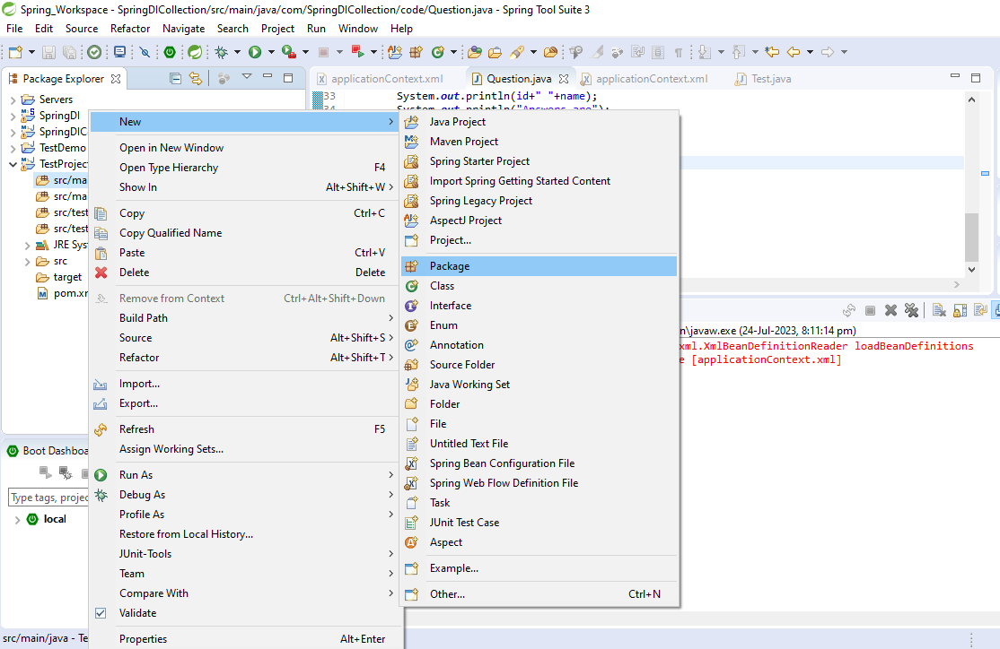 Spring_Workspace - SpringDICollection/src/main/java/com/SpringDICollection/code/Question.java - Spring Tool Suite 3
File Edit Source Refactor Navigate Search Project Run Window Help
Package Explorer
applicationContext.xml
Question.java
applicationContext.xml
Test.java
33 System.out.println(id+" "+name);
34 System.out.println("Answers are");
Servers
SpringDI
SpringDIC
TestDemo
TestProject
src/ma
src/ma
src/test
src/test
JRE Sys
src
target
pom.xm
New
Open in New Window
Open Type Hierarchy F4
Show In Alt+Shift+W
Copy Ctrl+C
Copy Qualified Name
Paste Ctrl+V
Delete Delete
Remove from Context Ctrl+Alt+Shift+Down
Build Path
Source Alt+Shift+S
Refactor Alt+Shift+T
Import...
Export...
Refresh F5
Assign Working Sets...
Run As
Debug As
Profile As
Restore from Local History...
JUnit-Tools
Team
Compare With
Validate
Properties Alt+Enter
Java Project
Maven Project
Spring Starter Project
Import Spring Getting Started Content
Spring Legacy Project
AspectJ Project
Project...
Package
Class
Interface
Enum
Annotation
Source Folder
Java Working Set
Folder
File
Untitled Text File
Spring Bean Configuration File
Spring Web Flow Definition File
Task
JUnit Test Case
Aspect
Example...
Other... Ctrl+N
n\javaw.exe (24-Jul-2023, 8:11:14 pm)
xml.XmlBeanDefinitionReader loadBeanDefinitions
e [applicationContext.xml]
Boot Dashboa
Type tags, projec
local
src/main/java - Te